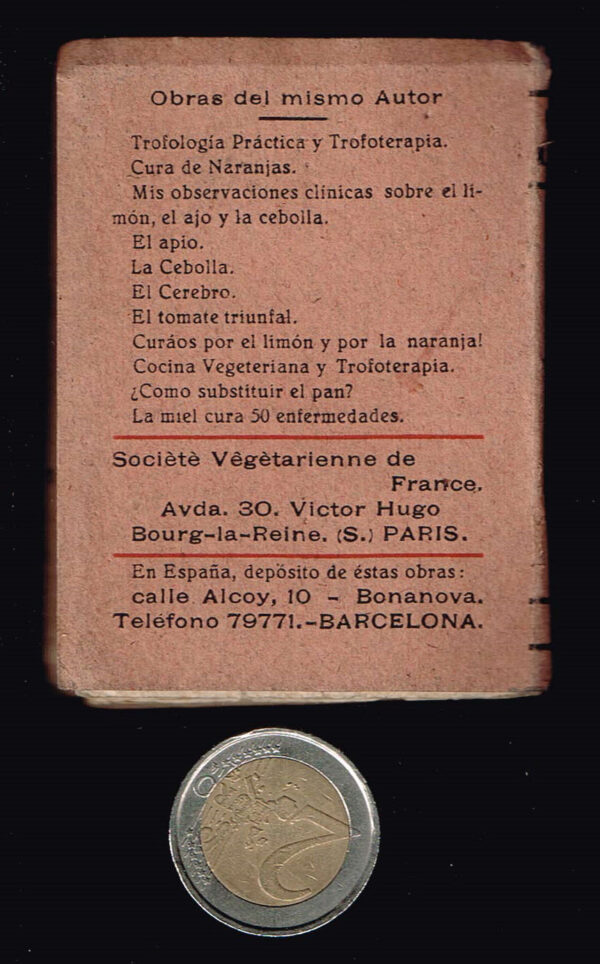 Obras del mismo Autor
Trofología Práctica y Trofoterapia.
Cura de Naranjas.
Mis observaciones clínicas sobre el li-
món, el ajo y la cebolla.
El apio.
La Cebolla.
El Cerebro.
El tomate triunfal.
Curáos por el limón y por la naranja!
Cocina Vegeteriana y Trofoterapia.
¿Como substituir el pan?
La miel cura 50 enfermedades.
Sociètè Vêgètarienne de
France.
Avda. 30. Victor Hugo
Bourg-la-Reine. (S.) PARIS.
En España, depósito de éstas obras:
calle Alcoy, 10 - Bonanova.
Teléfono 79771.-BARCELONA.
2